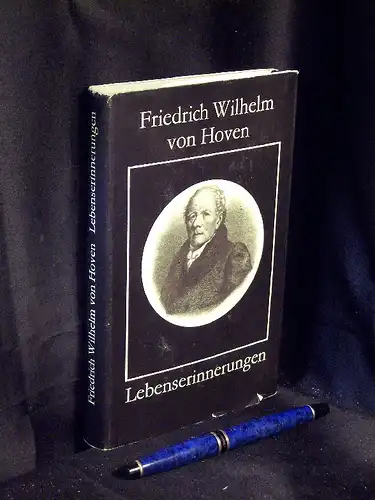 Friedrich Wilhelm
von Hoven
Lebenserinnerungen
Friedrich Wilhelm von Hoven Lebenserinnerungen